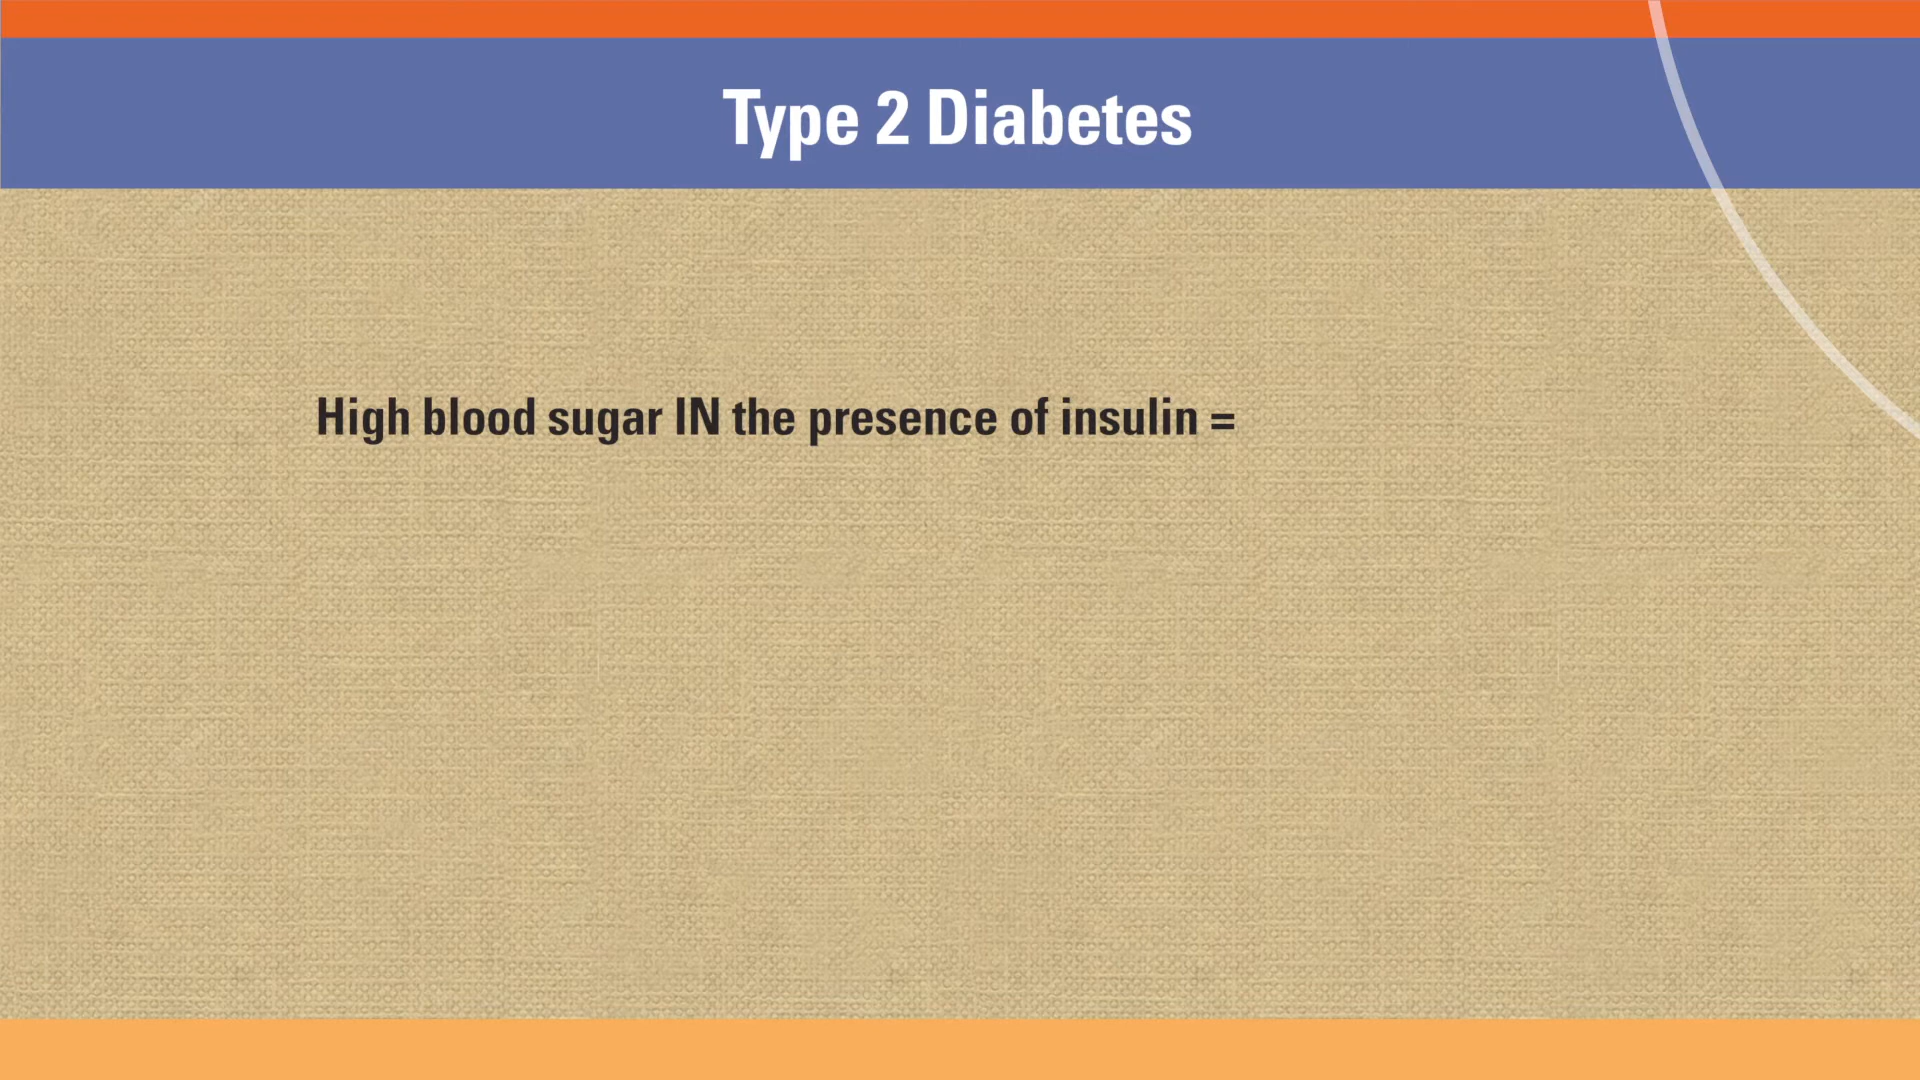 Type 2 Diabetes
High blood sugar IN the presence of insulin =